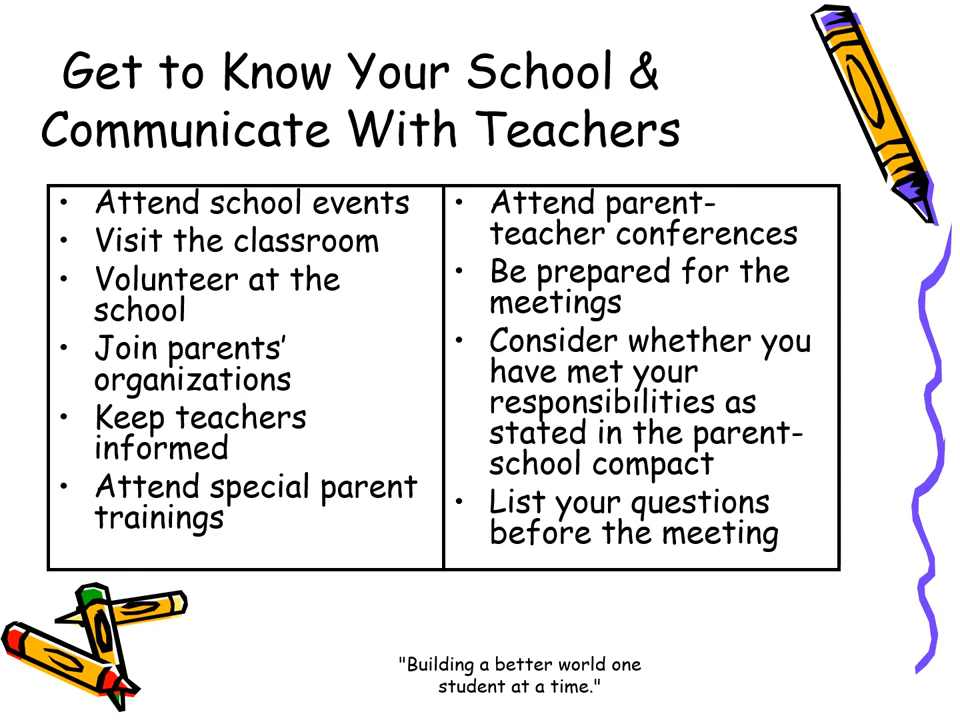 Get to Know Your School &
Communicate With Teachers
• Attend school events
• Visit the classroom
• Volunteer at the
school
• Join parents’
organizations
• Keep teachers
informed
• Attend special parent
trainings
• Attend parent-
teacher conferences
• Be prepared for the
meetings
• Consider whether you
have met your
responsibilities as
stated in the parent-
school compact
• List your questions
before the meeting
"Building a better world one
student at a time."